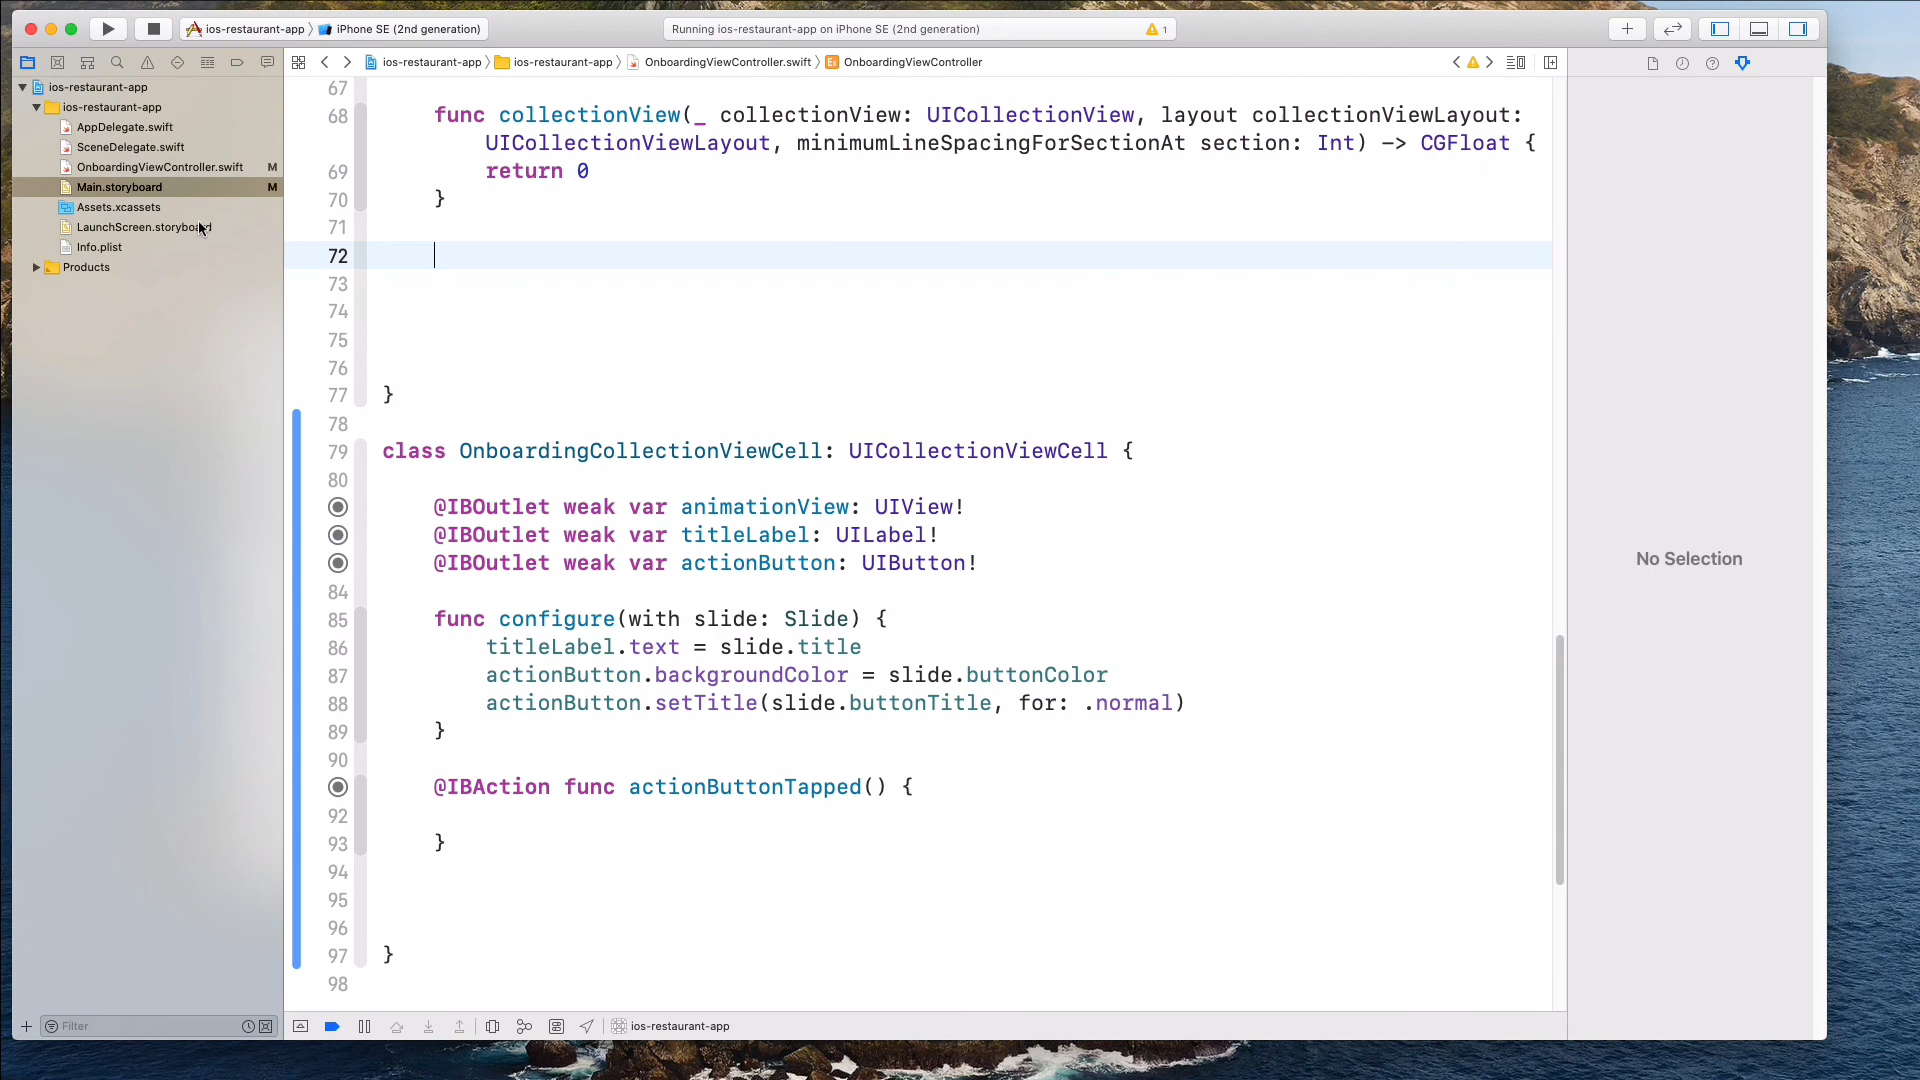 ios-restaurant-app iPhone SE (2nd generation)
Running ios-restaurant-app on iPhone SE (2nd generation) 1
ios-restaurant-app ios-restaurant-app OnboardingViewController.swift Ex OnboardingViewController
ios-restaurant-app
ios-restaurant-app
AppDelegate.swift
SceneDelegate.swift
OnboardingViewController.swift M
Main.storyboard M
Assets.xcassets
LaunchScreen.storyboard
Info.plist
Products
67
68 func collectionView(_ collectionView: UICollectionView, layout collectionViewLayout:
UICollectionViewLayout, minimumLineSpacingForSectionAt section: Int) -> CGFloat {
69 return 0
70 }
71
72
73
74
75
76
77 }
78
79 class OnboardingCollectionViewCell: UICollectionViewCell {
80
@IBOutlet weak var animationView: UIView!
@IBOutlet weak var titleLabel: UILabel!
@IBOutlet weak var actionButton: UIButton!
84
85 func configure(with slide: Slide) {
86 titleLabel.text = slide.title
87 actionButton.backgroundColor = slide.buttonColor
88 actionButton.setTitle(slide.buttonTitle, for: .normal)
89 }
90
@IBAction func actionButtonTapped() {
92
93 }
94
95
96
97 }
98
No Selection
Filter
ios-restaurant-app